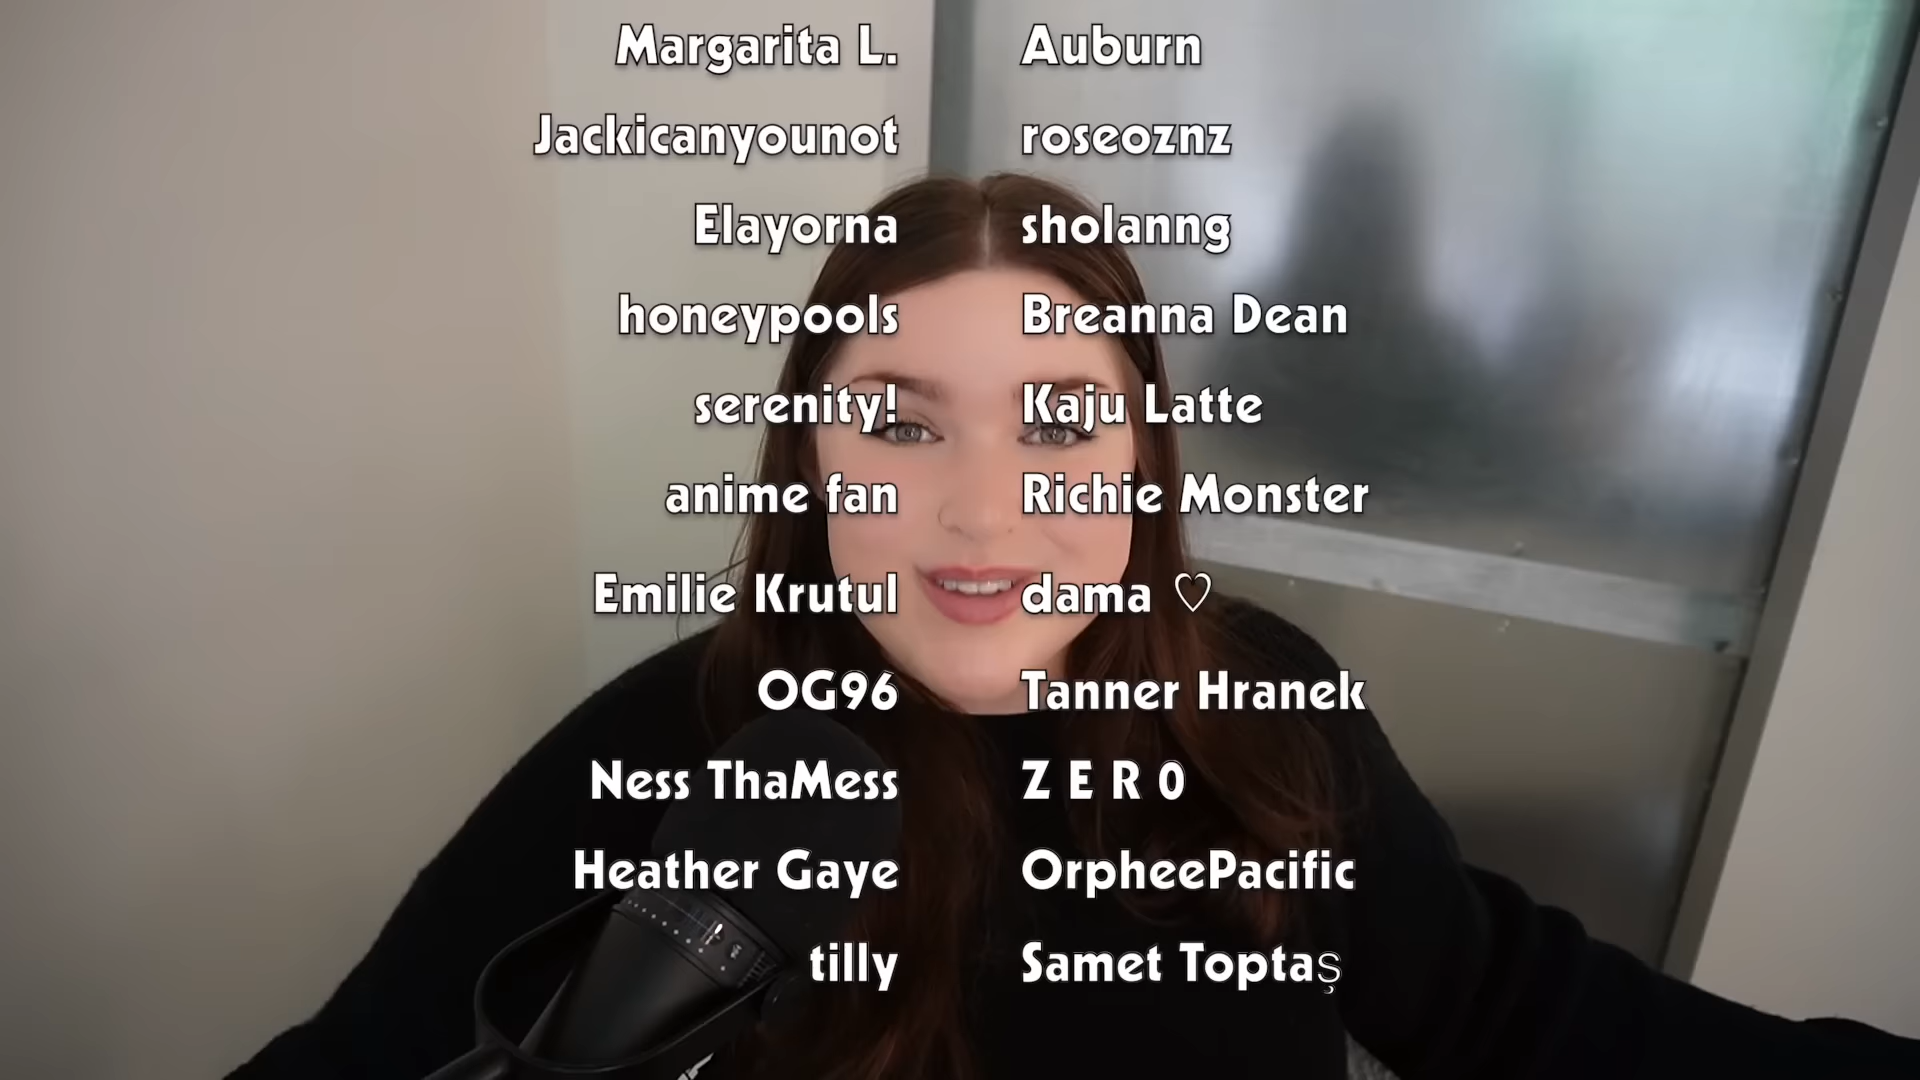 Margarita L. Auburn
Jackicanyounot roseoznz
Elayorna sholanng
honeypools Breanna Dean
serenity! Kaju Latte
anime fan Richie Monster
Emilie Krutul dama ♡
OG96 Tanner Hranek
Ness ThaMess Z E R 0
Heather Gaye OrpheePacific
tilly Samet Toptaş